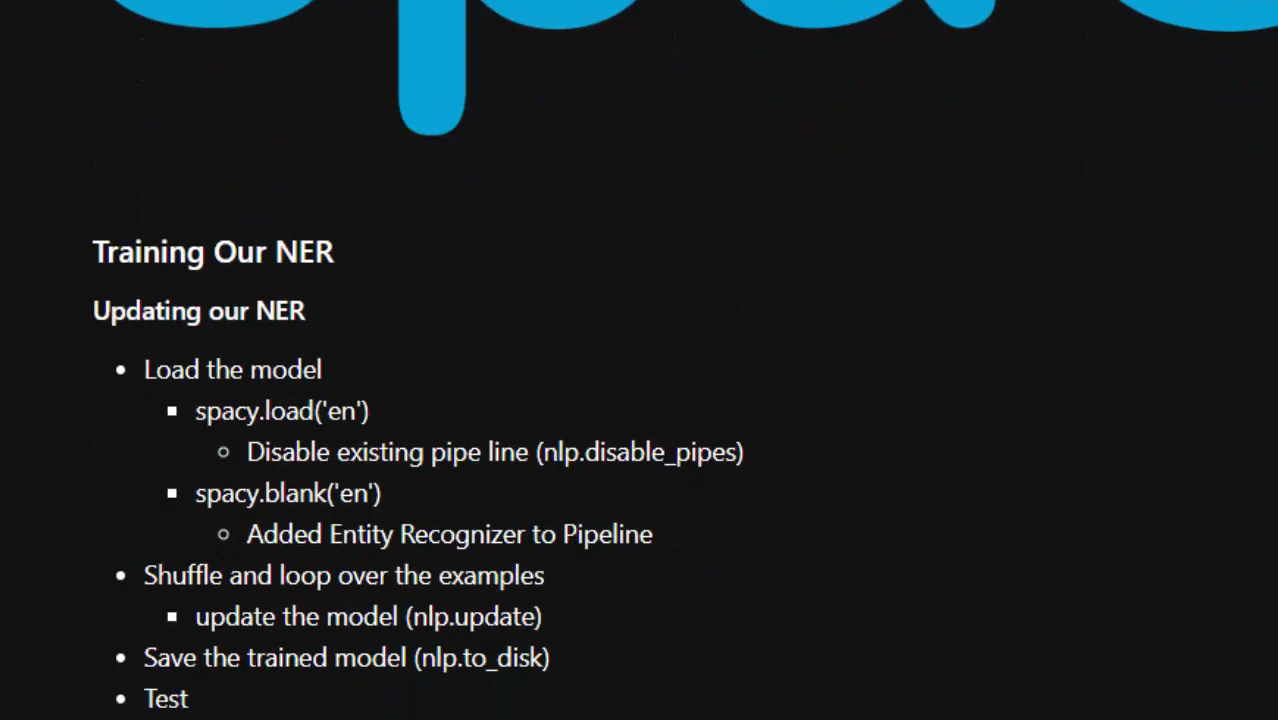 Training Our NER
Updating our NER
Load the model
spacy.load('en')
Disable existing pipe line (nlp.disable_pipes)
spacy.blank('en')
Added Entity Recognizer to Pipeline
Shuffle and loop over the examples
update the model (nlp.update)
Save the trained model (nlp.to_disk)
Test